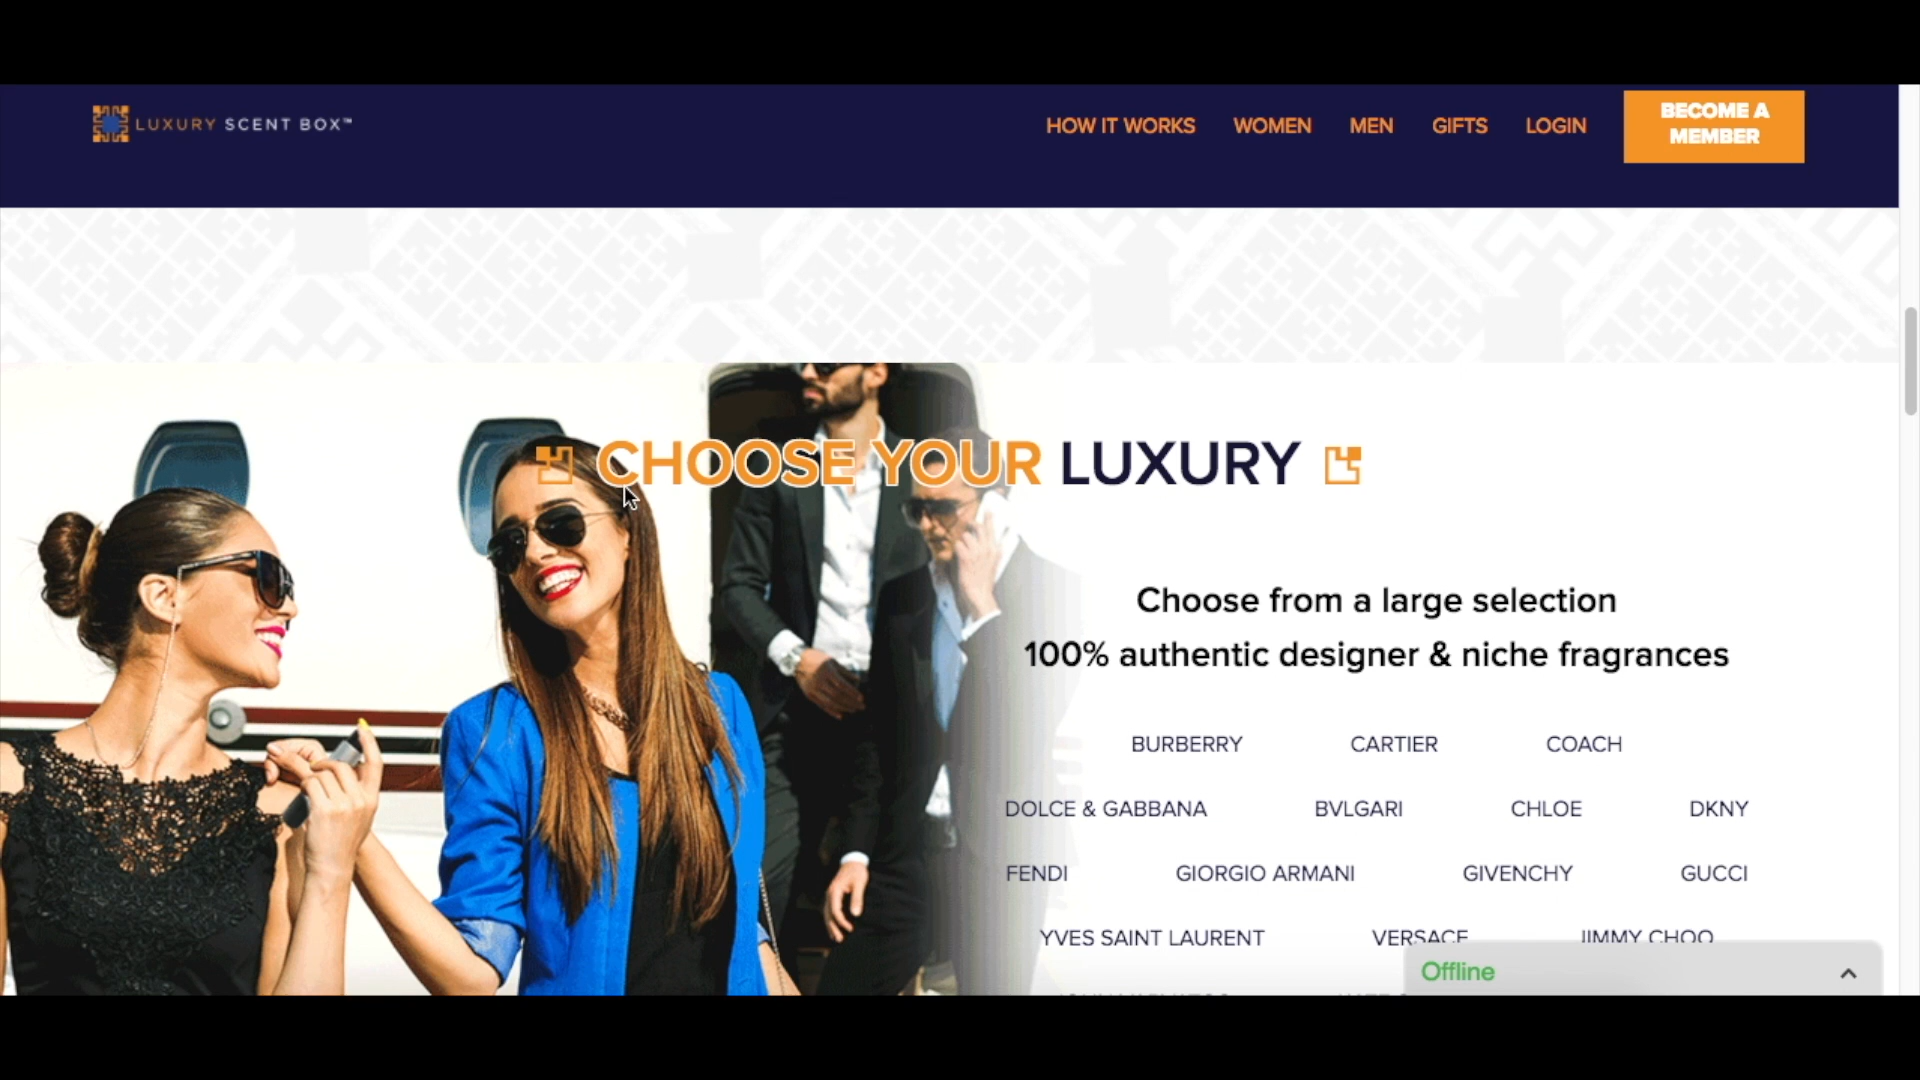 LUXURY SCENT BOX™
HOW IT WORKS WOMEN MEN GIFTS LOGIN
BECOME A
MEMBER
CHOOSE YOUR LUXURY
Choose from a large selection
100% authentic designer & niche fragrances
BURBERRY CARTIER COACH
DOLCE & GABBANA BVLGARI CHLOE DKNY
FENDI GIORGIO ARMANI GIVENCHY GUCCI
YVES SAINT LAURENT VERSACE JIMMY CHOO
Offline